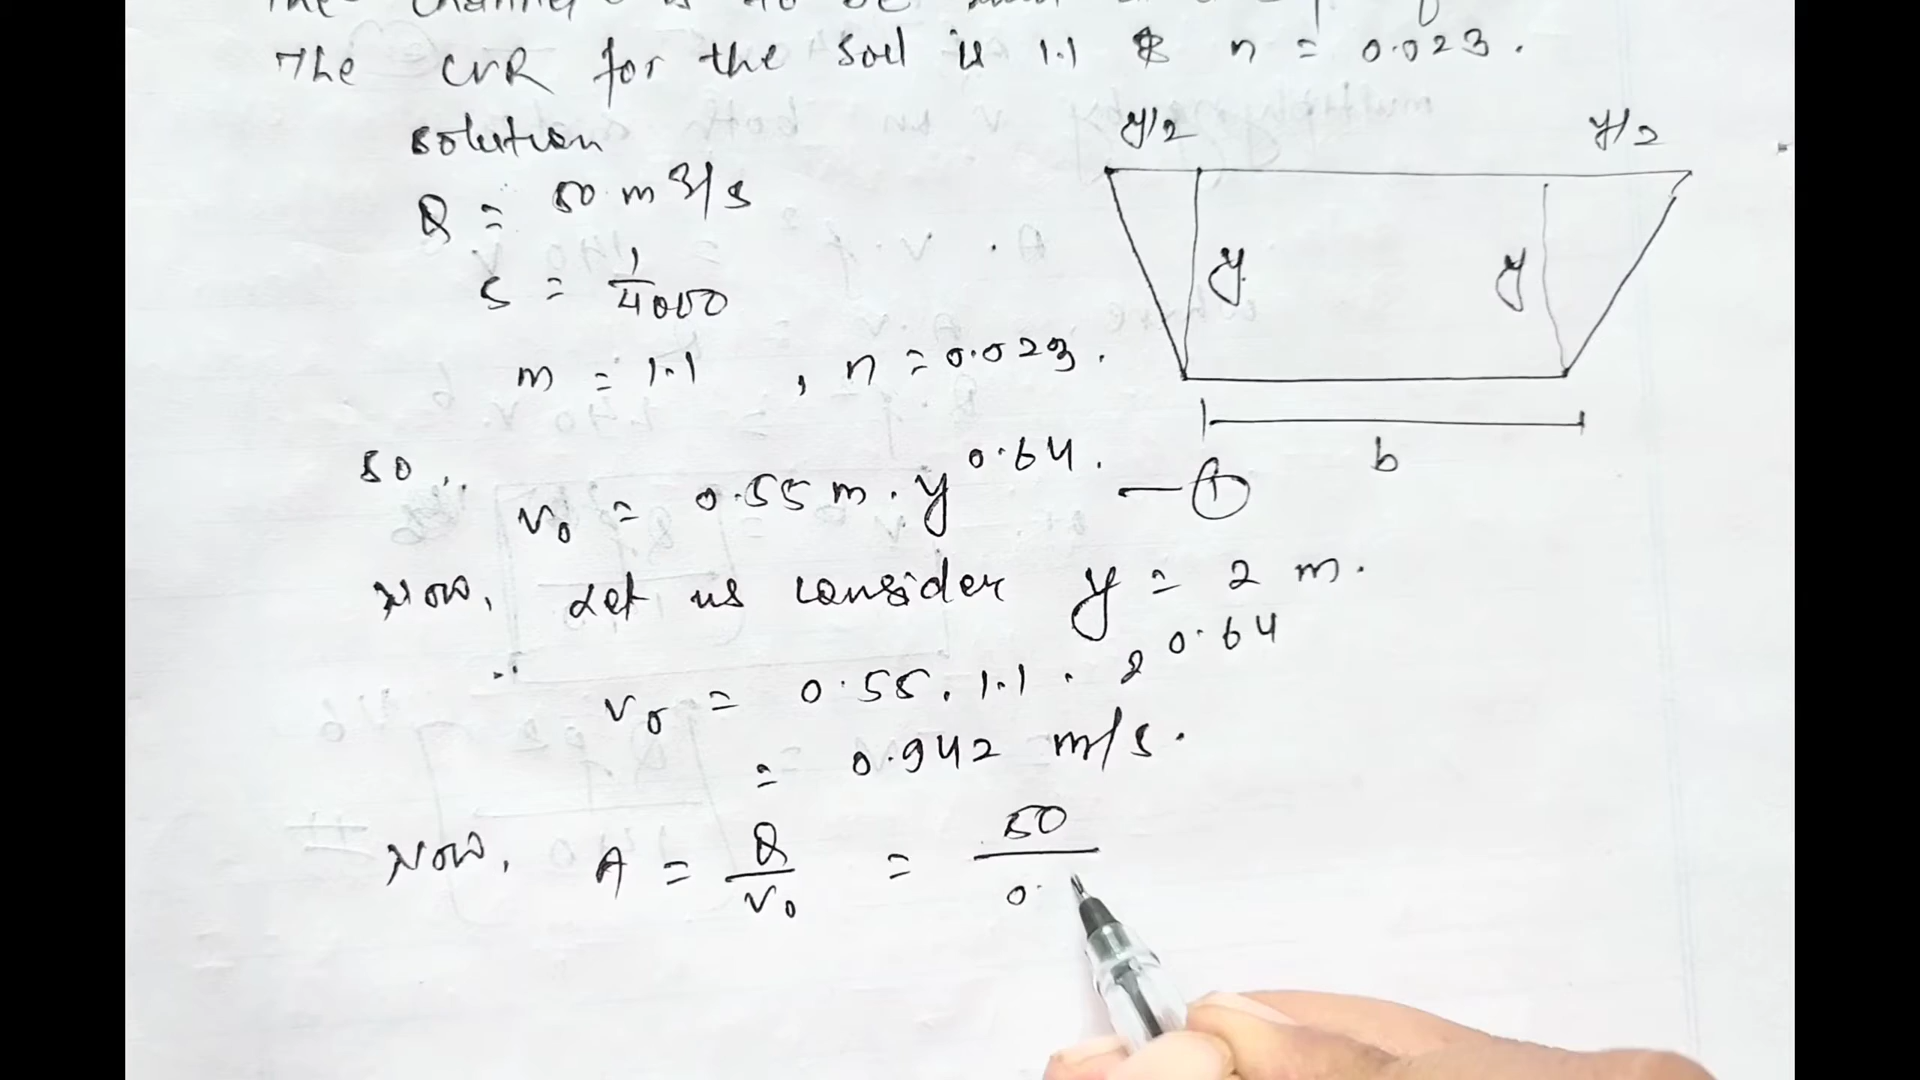 The CVR for the soil is 1.1 & n = 0.023.
solution
y/2 y/2
Q = 50 m3/s
S = 1/4000
y y
m = 1.1 , n = 0.023.
b
so,
v0 = 0.55 m . y^0.64. — ①
Now, Let us consider y = 2 m.
∴ v0 = 0.55 . 1.1 . 2^0.64
= 0.942 m/s.
Now, A = Q/v0 = 50/0.